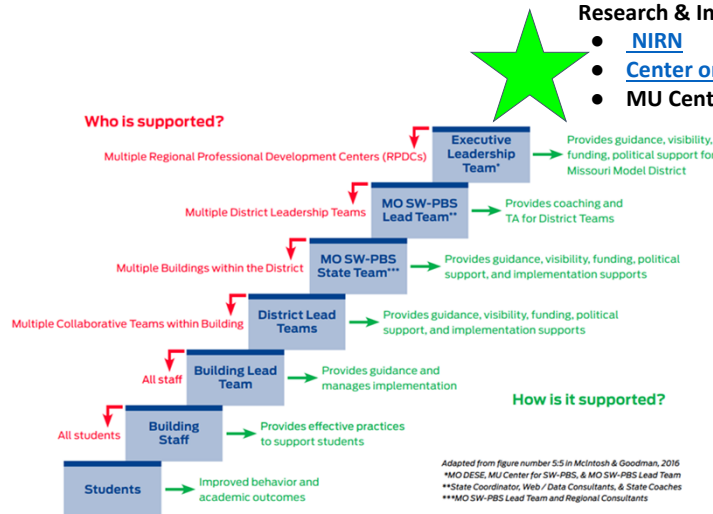 Research & In
● NIRN
● Center o
● MU Cent
Who is supported?
Multiple Regional Professional Development Centers (RPDCs)
Executive
Leadership
Team*
Provides guidance, visibility,
funding, political support for
Missouri Model District
Multiple District Leadership Teams
MO SW-PBS
Lead Team**
Provides coaching and
TA for District Teams
Multiple Buildings within the District
MO SW-PBS
State Team***
Provides guidance, visibility, funding, political
support, and implementation supports
Multiple Collaborative Teams within Building
District Lead
Teams
Provides guidance, visibility, funding, political
support, and implementation supports
All staff
Building Lead
Team
Provides guidance and
manages implementation
How is it supported?
All students
Building
Staff
Provides effective practices
to support students
Students
Improved behavior and
academic outcomes
Adapted from figure number 5:5 in McIntosh & Goodman, 2016
*MO DESE, MU Center for SW-PBS, & MO SW-PBS Lead Team
**State Coordinator, Web / Data Consultants, & State Coaches
***MO SW-PBS Lead Team and Regional Consultants